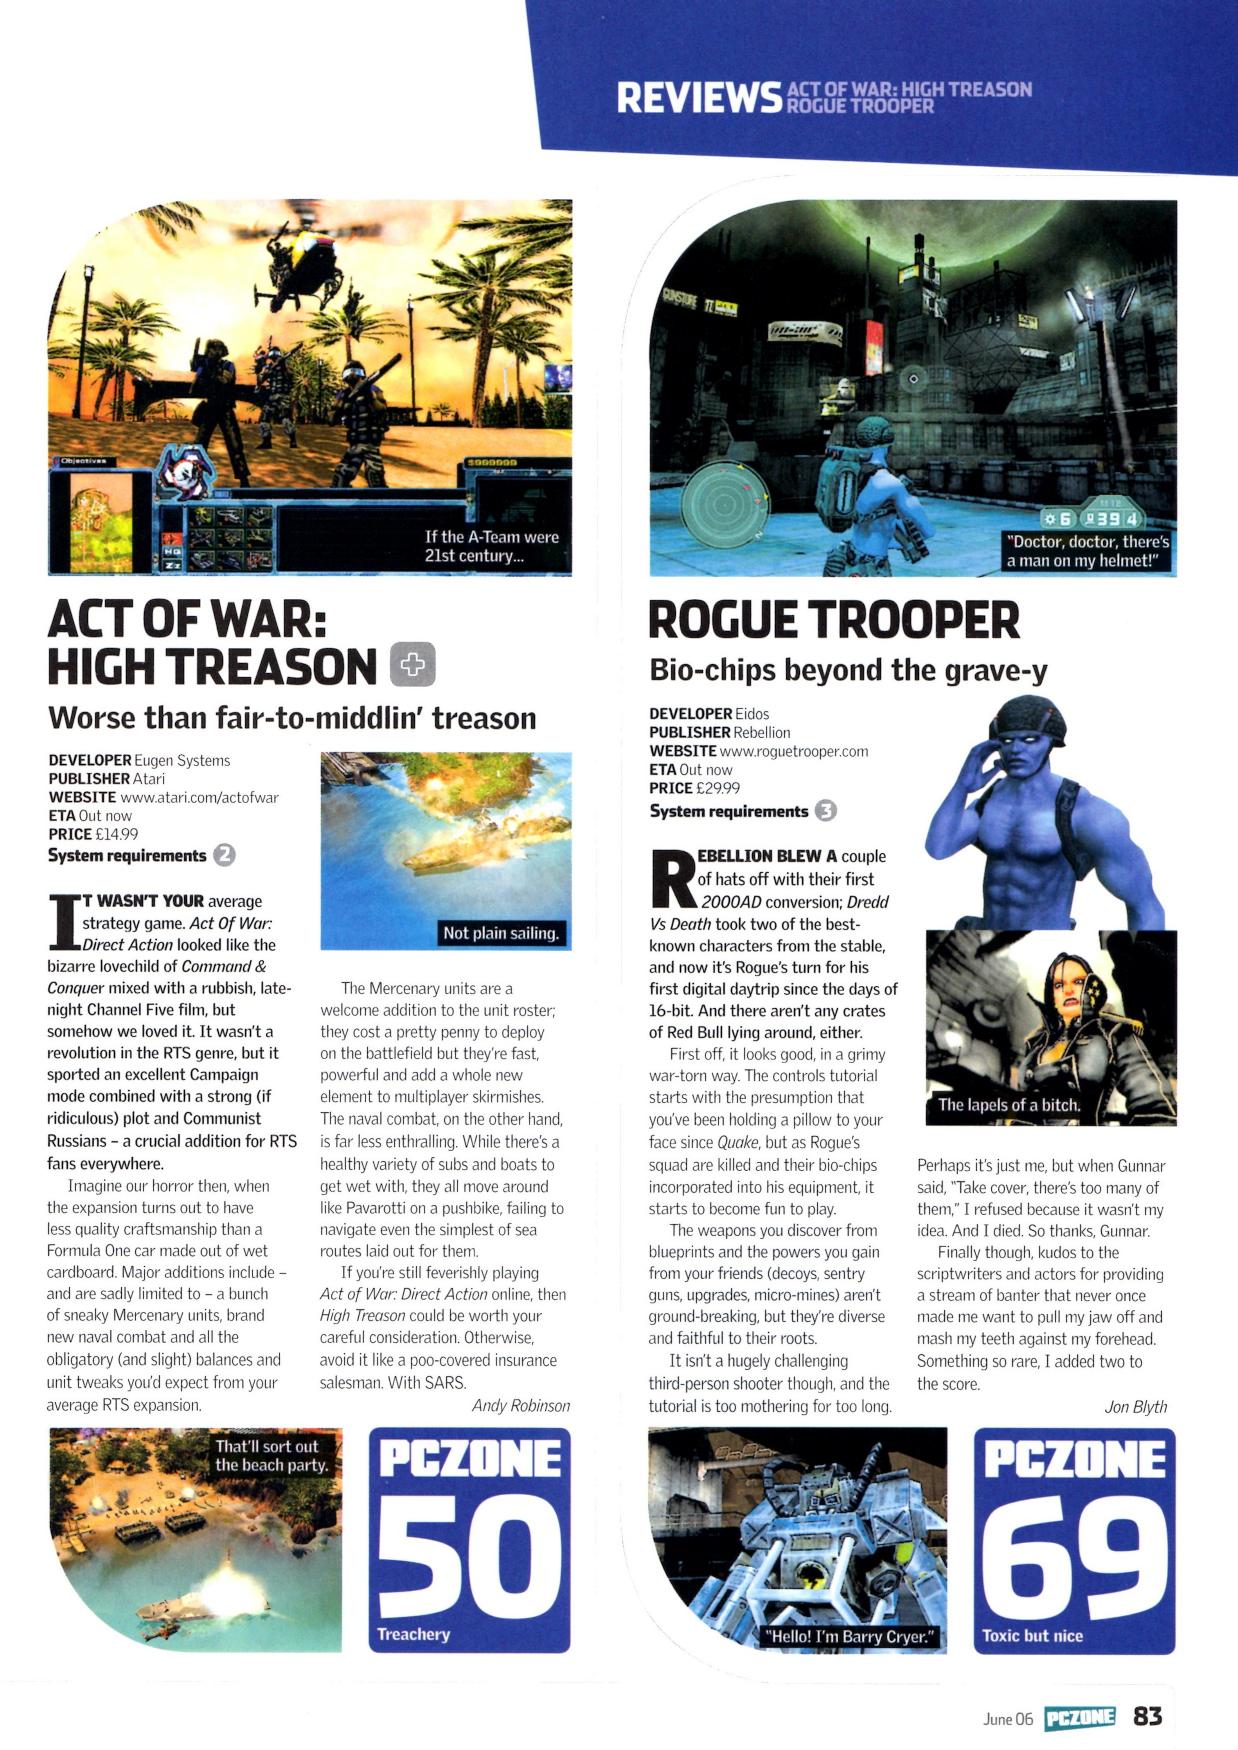 REVIEWS ACT OF WAR: HIGH TREASON
ROGUE TROOPER
Objectives
If the A-Team were
21st century...
ACT OF WAR:
HIGH TREASON
Worse than fair-to-middlin' treason
DEVELOPER Eugen Systems
PUBLISHER Atari
WEBSITE www.atari.com/actofwar
ETA Out now
PRICE £14.99
System requirements 2
Not plain sailing.
IT WASN'T YOUR average
strategy game. Act Of War:
Direct Action looked like the
bizarre lovechild of Command &
Conquer mixed with a rubbish, late-
night Channel Five film, but
somehow we loved it. It wasn't a
revolution in the RTS genre, but it
sported an excellent Campaign
mode combined with a strong (if
ridiculous) plot and Communist
Russians – a crucial addition for RTS
fans everywhere.
Imagine our horror then, when
the expansion turns out to have
less quality craftsmanship than a
Formula One car made out of wet
cardboard. Major additions include –
and are sadly limited to – a bunch
of sneaky Mercenary units, brand
new naval combat and all the
obligatory (and slight) balances and
unit tweaks you'd expect from your
average RTS expansion.
The Mercenary units are a
welcome addition to the unit roster;
they cost a pretty penny to deploy
on the battlefield but they're fast,
powerful and add a whole new
element to multiplayer skirmishes.
The naval combat, on the other hand,
is far less enthralling. While there's a
healthy variety of subs and boats to
get wet with, they all move around
like Pavarotti on a pushbike, failing to
navigate even the simplest of sea
routes laid out for them.
If you're still feverishly playing
Act of War: Direct Action online, then
High Treason could be worth your
careful consideration. Otherwise,
avoid it like a poo-covered insurance
salesman. With SARS.
Andy Robinson
That'll sort out
the beach party.
PCZONE
50
Treachery
GUNSTORE
6 39 4
"Doctor, doctor, there's
a man on my helmet!"
ROGUE TROOPER
Bio-chips beyond the grave-y
DEVELOPER Eidos
PUBLISHER Rebellion
WEBSITE www.roguetrooper.com
ETA Out now
PRICE £29.99
System requirements 3
REBELLION BLEW A couple
of hats off with their first
2000AD conversion; Dredd
Vs Death took two of the best-
known characters from the stable,
and now it's Rogue's turn for his
first digital daytrip since the days of
16-bit. And there aren't any crates
of Red Bull lying around, either.
First off, it looks good, in a grimy
war-torn way. The controls tutorial
starts with the presumption that
you've been holding a pillow to your
face since Quake, but as Rogue's
squad are killed and their bio-chips
incorporated into his equipment, it
starts to become fun to play.
The weapons you discover from
blueprints and the powers you gain
from your friends (decoys, sentry
guns, upgrades, micro-mines) aren't
ground-breaking, but they're diverse
and faithful to their roots.
It isn't a hugely challenging
third-person shooter though, and the
tutorial is too mothering for too long.
The lapels of a bitch.
Perhaps it's just me, but when Gunnar
said, "Take cover, there's too many of
them," I refused because it wasn't my
idea. And I died. So thanks, Gunnar.
Finally though, kudos to the
scriptwriters and actors for providing
a stream of banter that never once
made me want to pull my jaw off and
mash my teeth against my forehead.
Something so rare, I added two to
the score.
Jon Blyth
"Hello! I'm Barry Cryer."
PCZONE
69
Toxic but nice
June 06 PCZONE 83